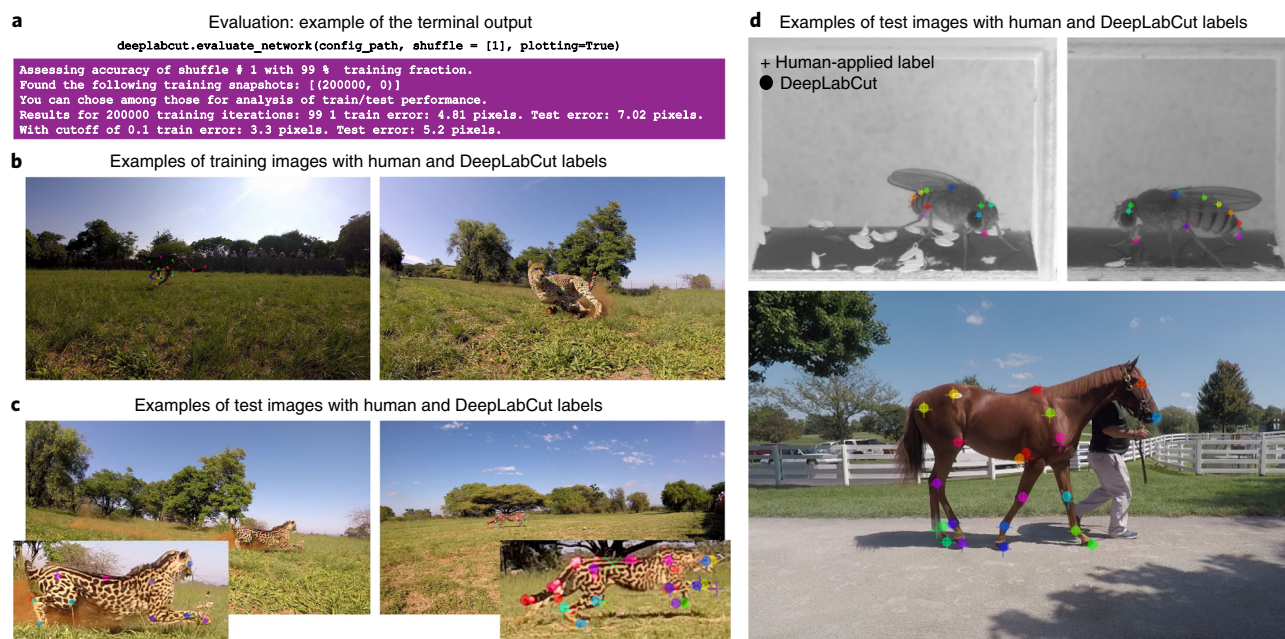 a
Evaluation: example of the terminal output
deeplabcut.evaluate_network(config_path, shuffle = [1], plotting=True)
Assessing accuracy of shuffle # 1 with 99 % training fraction.
Found the following training snapshots: [(200000, 0)]
You can chose among those for analysis of train/test performance.
Results for 200000 training iterations: 99 1 train error: 4.81 pixels. Test error: 7.02 pixels.
With cutoff of 0.1 train error: 3.3 pixels. Test error: 5.2 pixels.
b
Examples of training images with human and DeepLabCut labels
c
Examples of test images with human and DeepLabCut labels
d
Examples of test images with human and DeepLabCut labels
+ Human-applied label
DeepLabCut